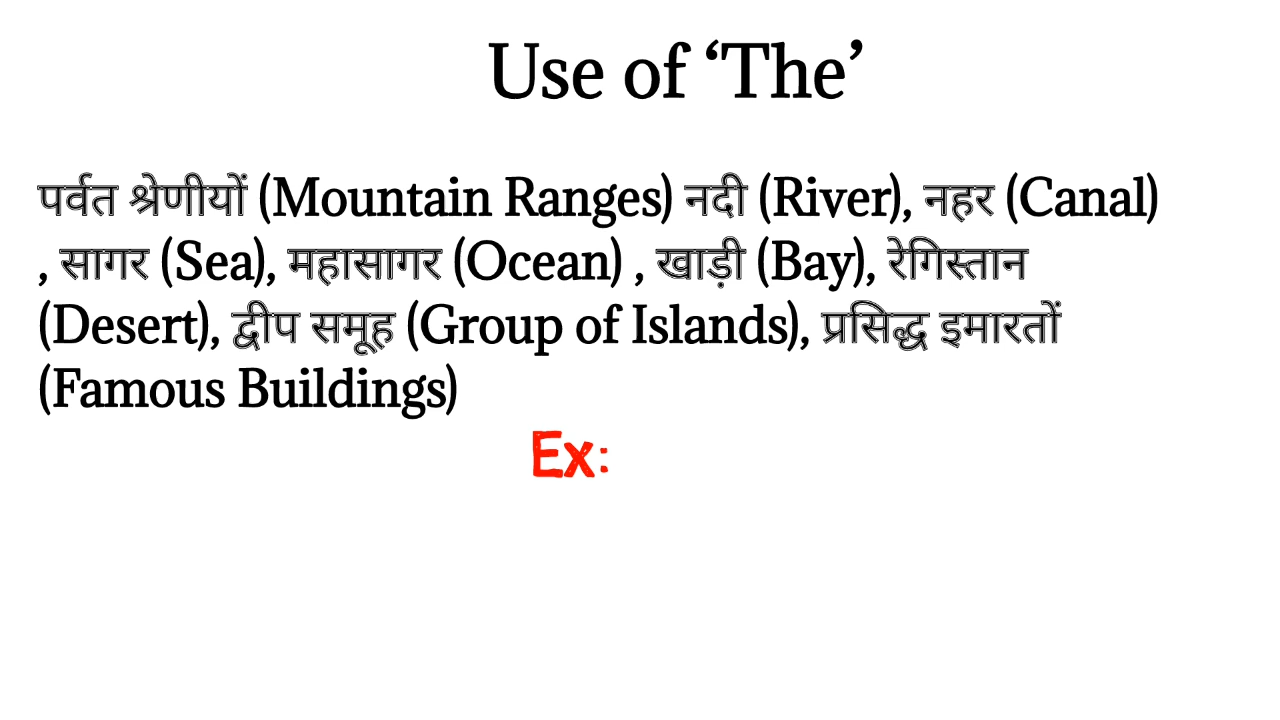 Use of ‘The’
पर्वत श्रेणीयों (Mountain Ranges) नदी (River), नहर (Canal)
, सागर (Sea), महासागर (Ocean) , खाड़ी (Bay), रेगिस्तान
(Desert), द्वीप समूह (Group of Islands), प्रसिद्ध इमारतों
(Famous Buildings)
Ex: